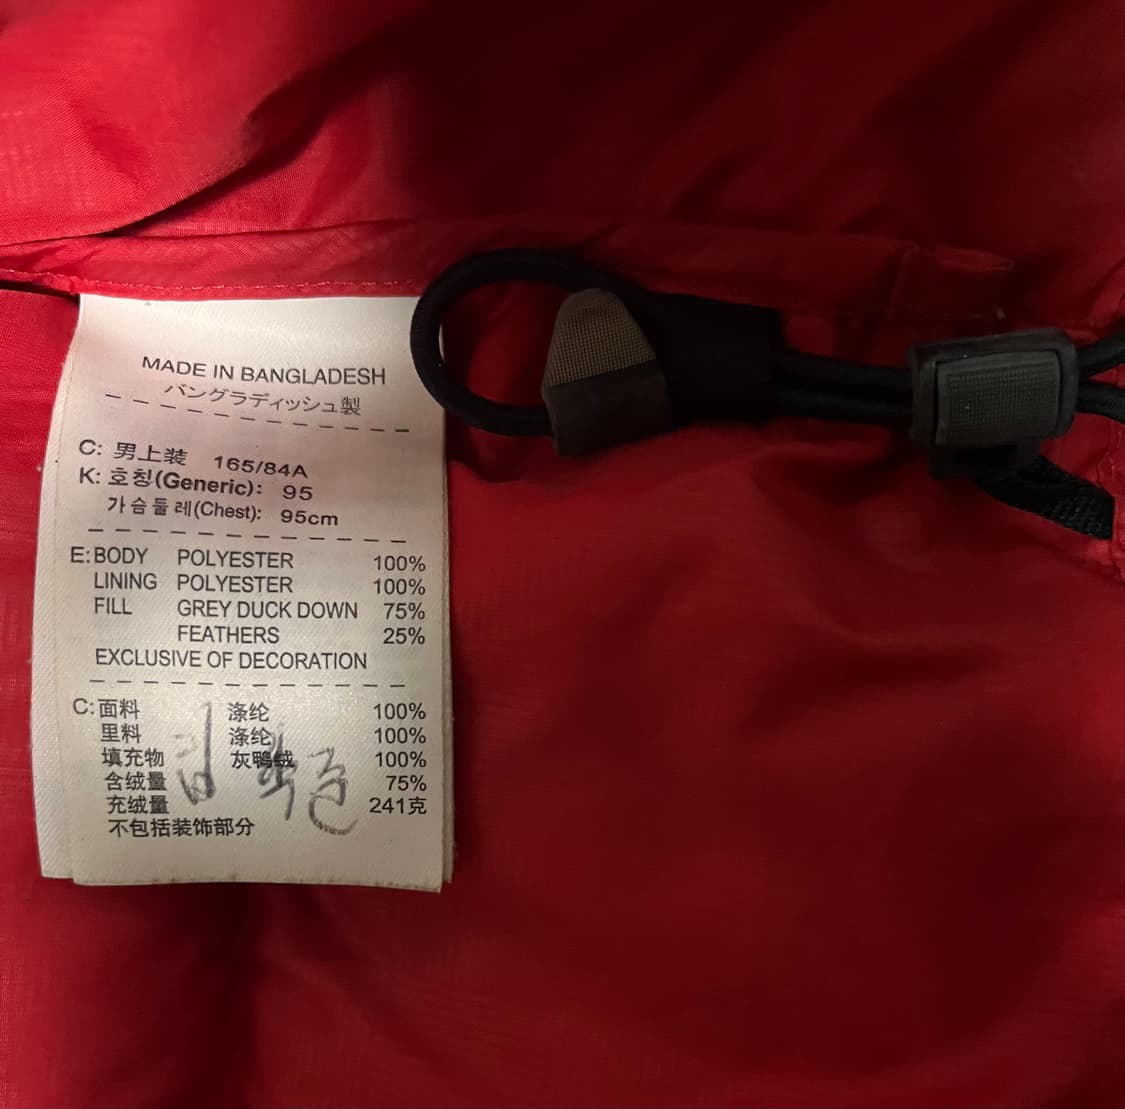 MADE IN BANGLADESH
バングラディッシュ製
C: 男上装 165/84A
K: 호칭(Generic): 95
가슴둘레(Chest): 95cm
E: BODY POLYESTER 100%
LINING POLYESTER 100%
FILL GREY DUCK DOWN 75%
FEATHERS 25%
EXCLUSIVE OF DECORATION
C: 面料 涤纶 100%
里料 涤纶 100%
填充物 灰鸭绒 100%
含绒量 75%
充绒量 241克
不包括装饰部分